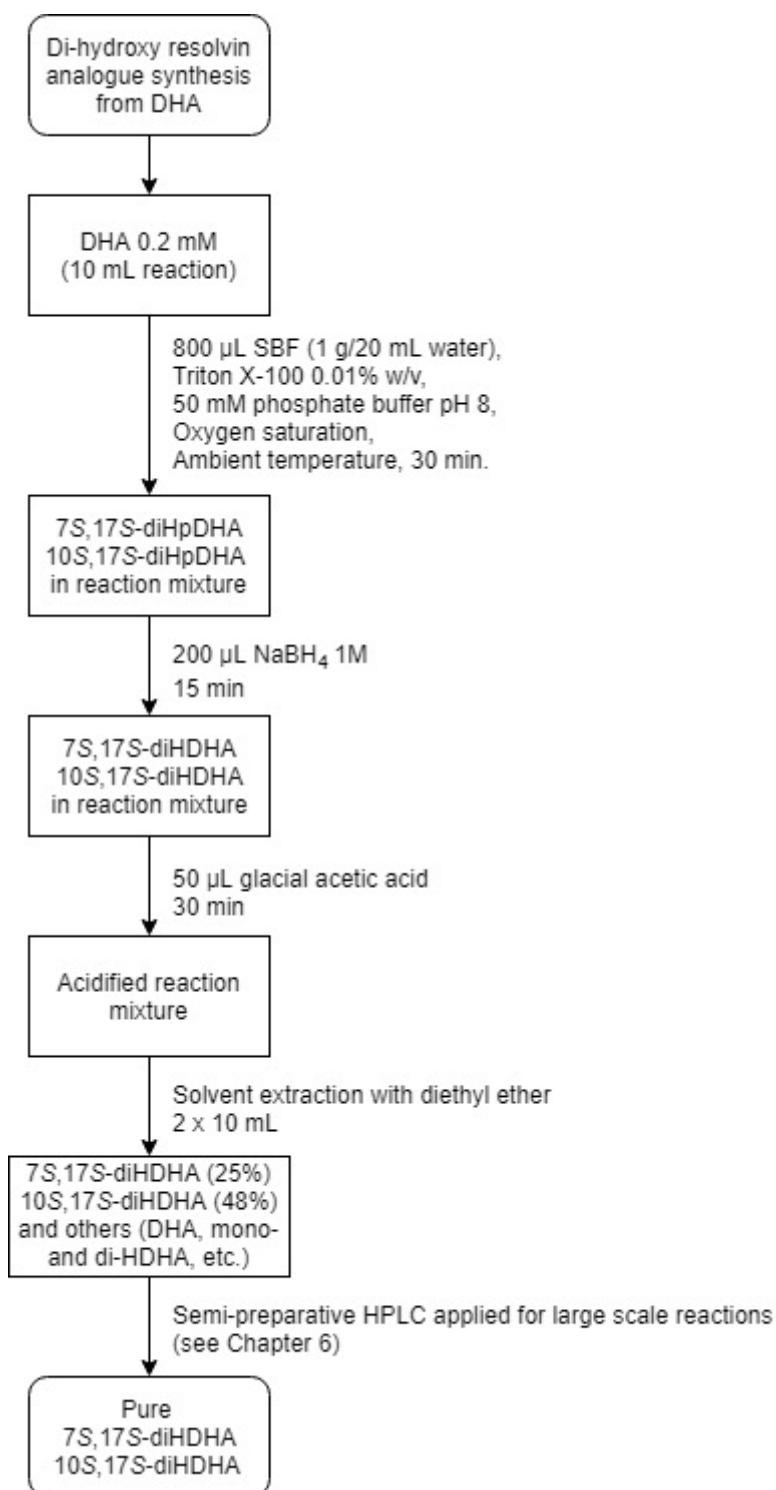 Di-hydroxy resolvin
analogue synthesis
from DHA
DHA 0.2 mM
(10 mL reaction)
800 µL SBF (1 g/20 mL water),
Triton X-100 0.01% w/v,
50 mM phosphate buffer pH 8,
Oxygen saturation,
Ambient temperature, 30 min.
7S,17S-diHpDHA
10S,17S-diHpDHA
in reaction mixture
200 µL NaBH₄ 1M
15 min
7S,17S-diHDHA
10S,17S-diHDHA
in reaction mixture
50 µL glacial acetic acid
30 min
Acidified reaction
mixture
Solvent extraction with diethyl ether
2 x 10 mL
7S,17S-diHDHA (25%)
10S,17S-diHDHA (48%)
and others (DHA, mono-
and di-HDHA, etc.)
Semi-preparative HPLC applied for large scale reactions
(see Chapter 6)
Pure
7S,17S-diHDHA
10S,17S-diHDHA